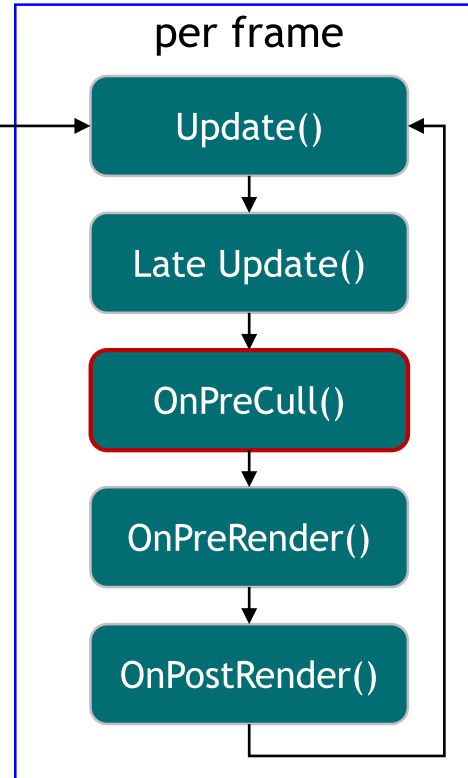 per frame
Update()
Late Update()
OnPreCull()
OnPreRender()
OnPostRender()